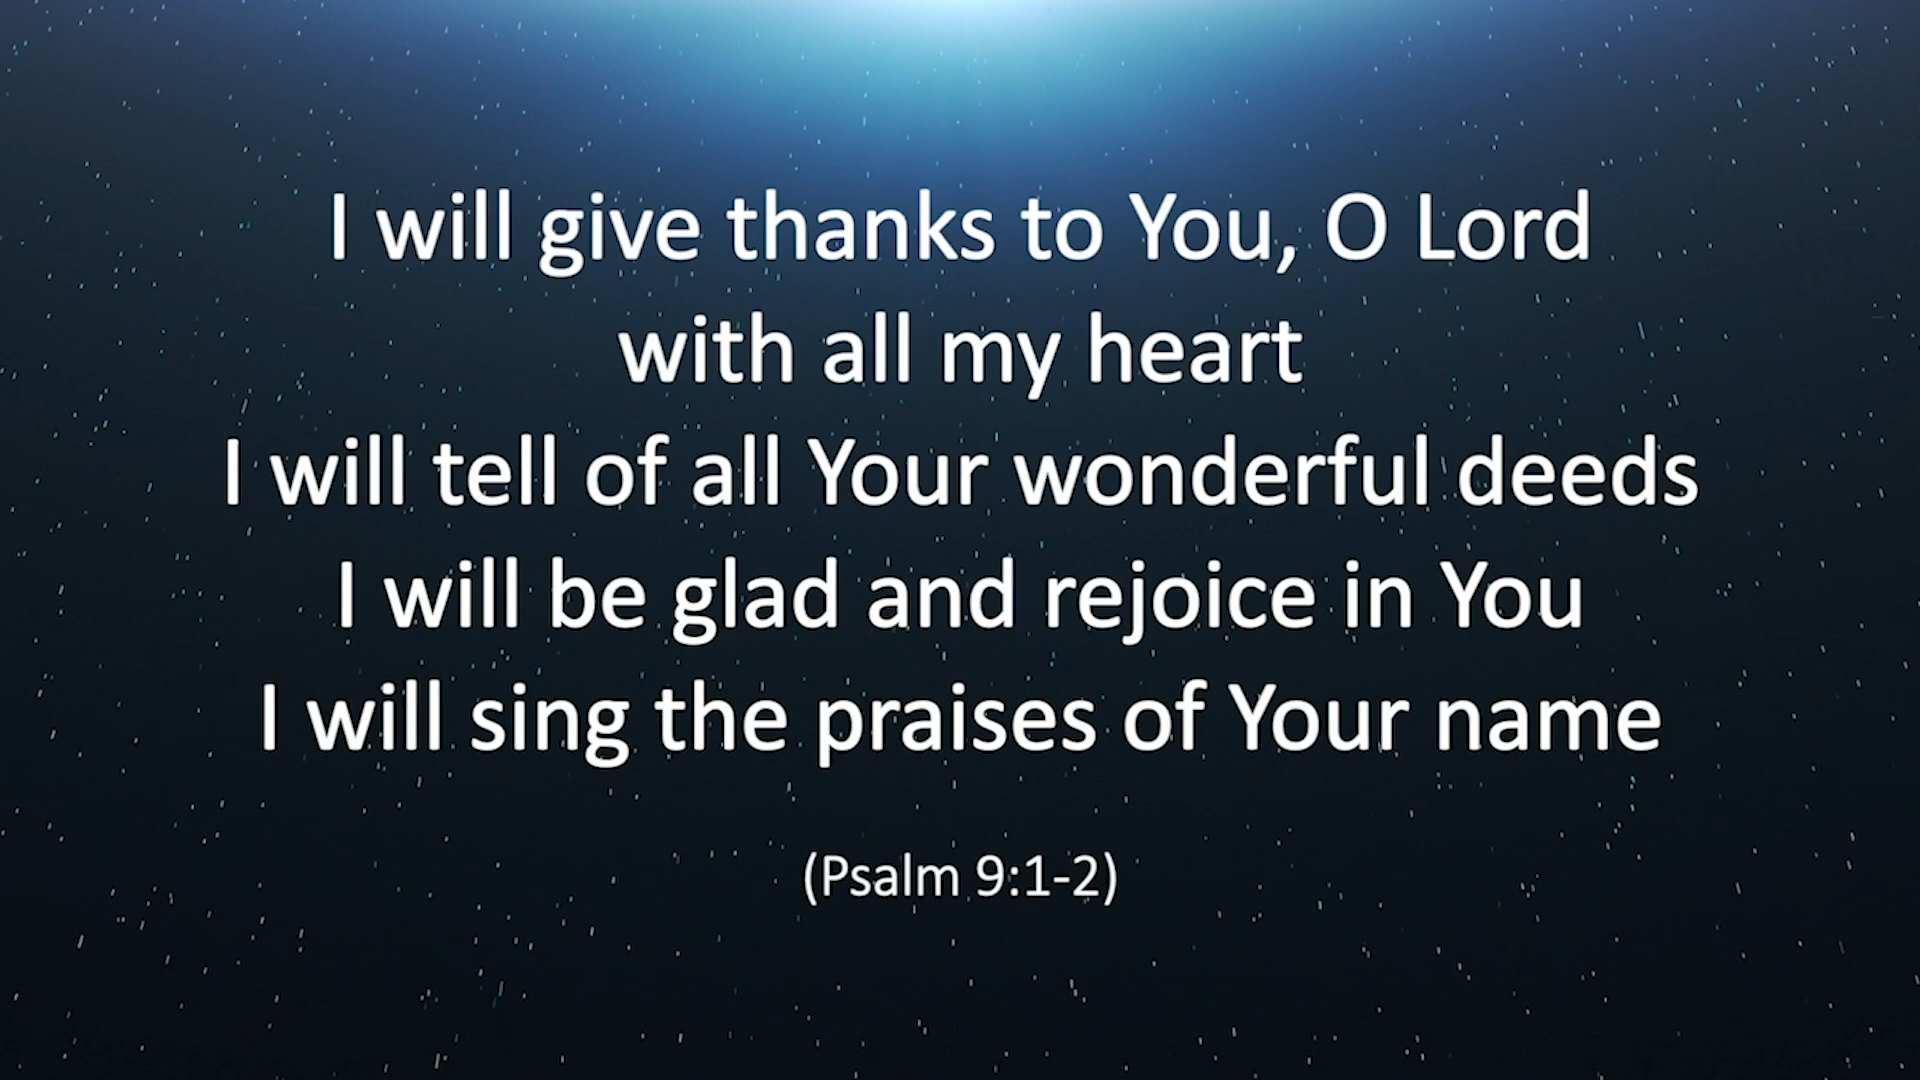 I will give thanks to You, O Lord
with all my heart
I will tell of all Your wonderful deeds
I will be glad and rejoice in You
I will sing the praises of Your name
(Psalm 9:1-2)